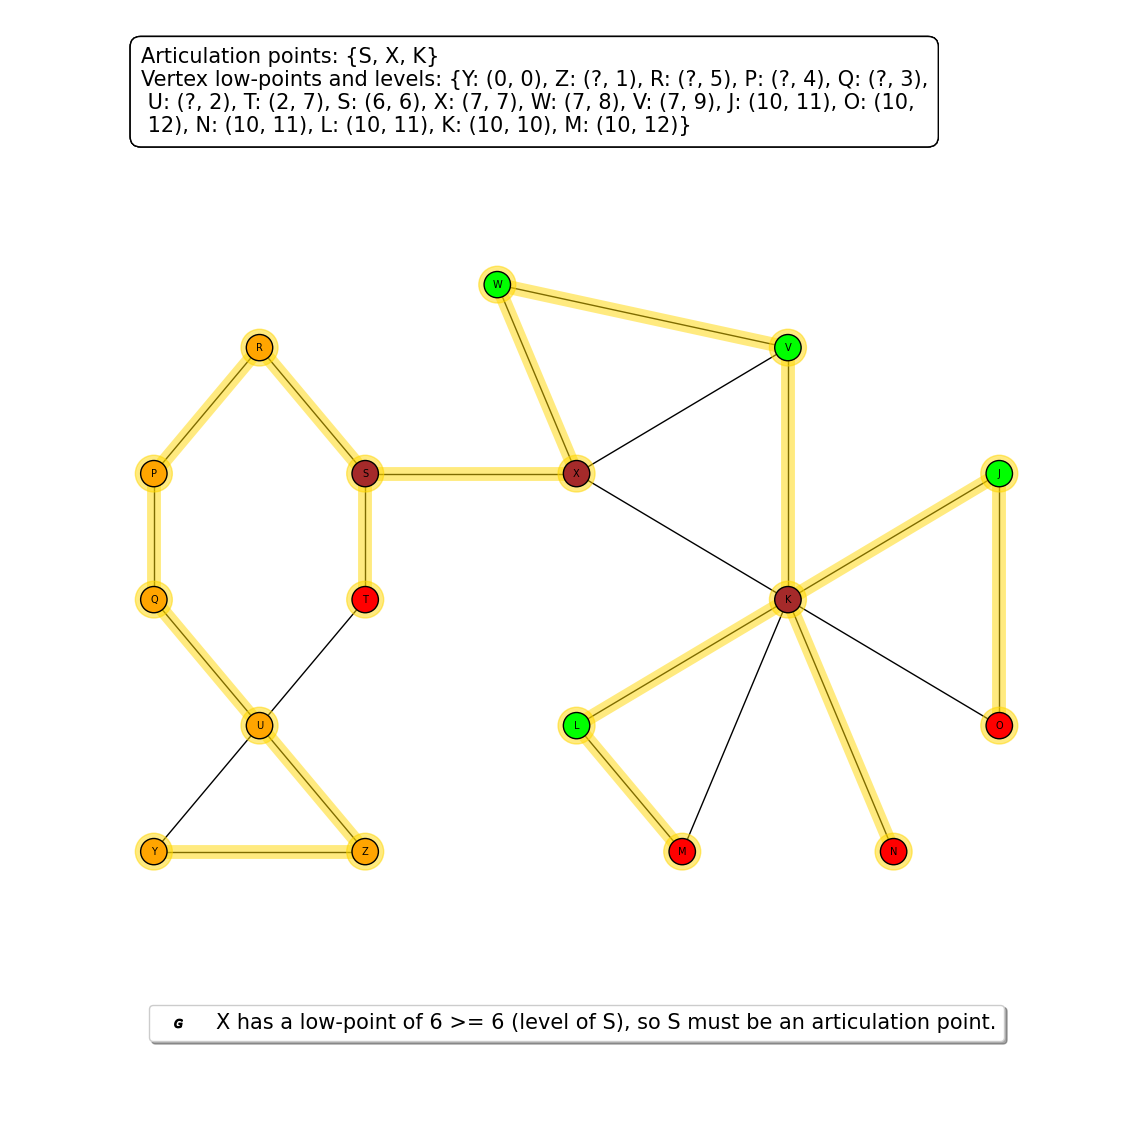 Articulation points: {S, X, K}
Vertex low-points and levels: {Y: (0, 0), Z: (?, 1), R: (?, 5), P: (?, 4), Q: (?, 3),
U: (?, 2), T: (2, 7), S: (6, 6), X: (7, 7), W: (7, 8), V: (7, 9), J: (10, 11), O: (10,
12), N: (10, 11), L: (10, 11), K: (10, 10), M: (10, 12)}
W
R
V
P
S
X
J
Q
T
K
U
L
O
Y
Z
M
N
G X has a low-point of 6 >= 6 (level of S), so S must be an articulation point.